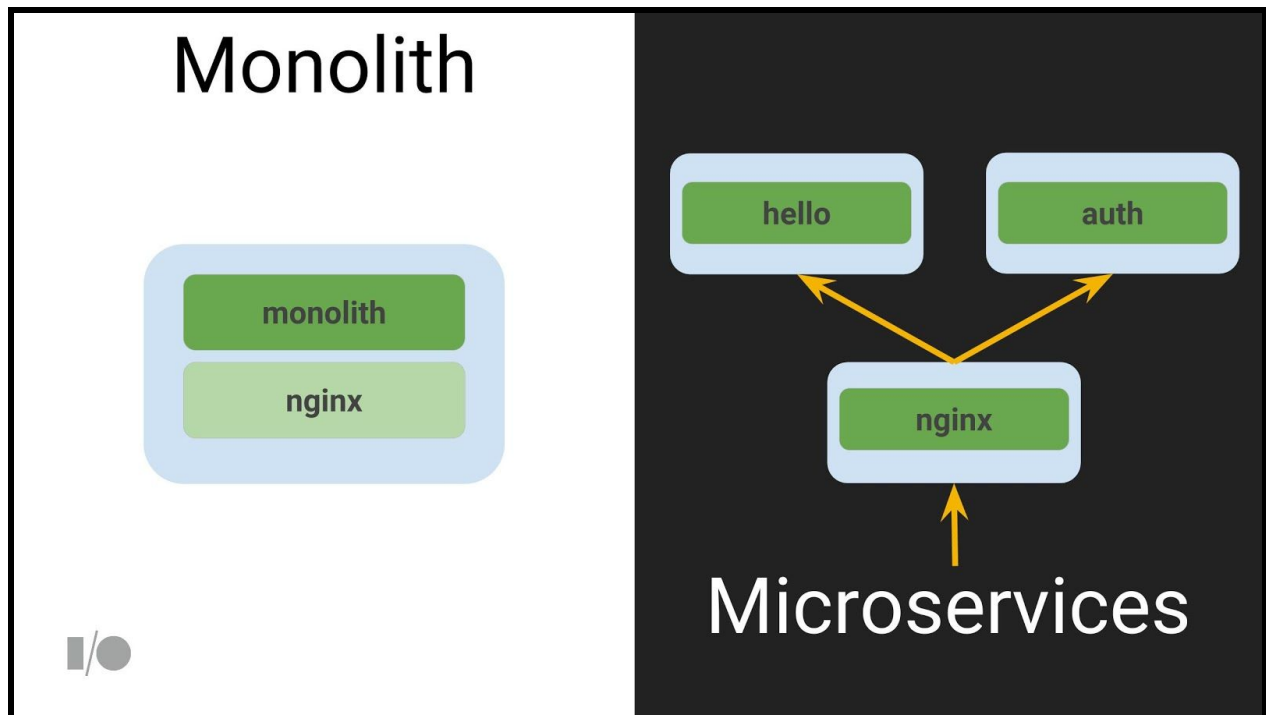 Monolith
monolith
nginx
I/O
hello
auth
nginx
Microservices